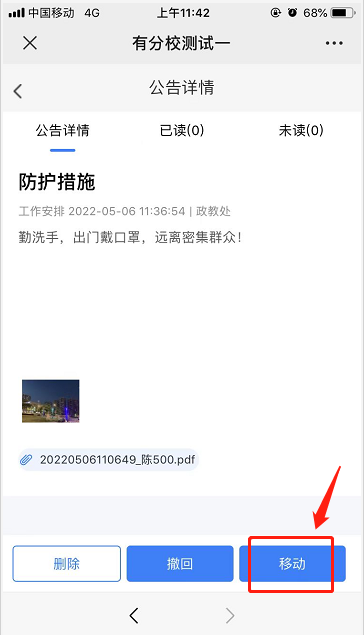 中国移动 4G 上午11:42 68%
有分校测试一
公告详情
公告详情 已读(0) 未读(0)
防护措施
工作安排 2022-05-06 11:36:54 | 政教处
勤洗手，出门戴口罩，远离密集群众！
20220506110649_陈500.pdf
删除 撤回 移动